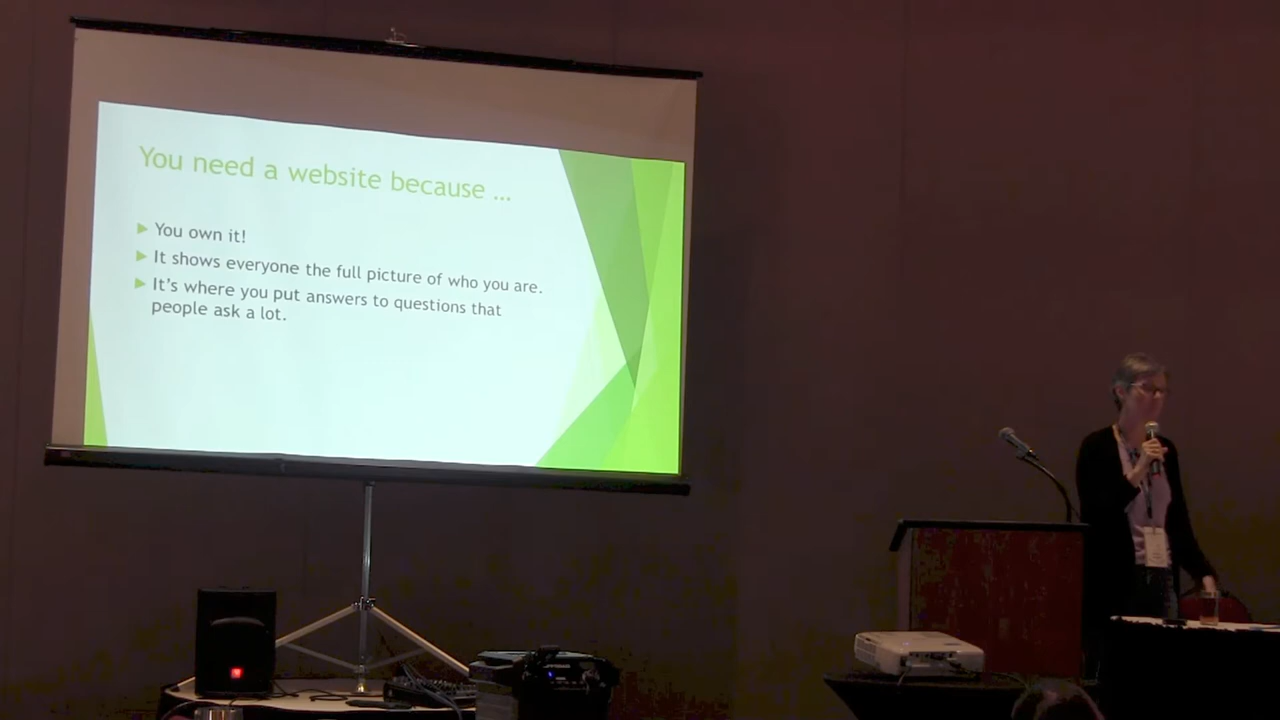 You need a website because ...
You own it!
It shows everyone the full picture of who you are.
It's where you put answers to questions that
people ask a lot.